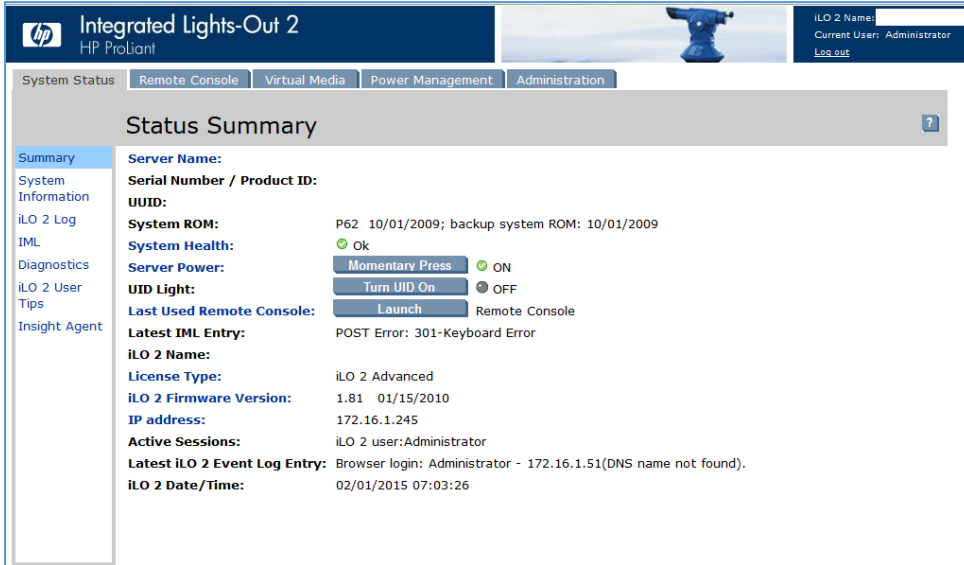 hp
Integrated Lights-Out 2
HP ProLiant
iLO 2 Name:
Current User: Administrator
Log out
System Status Remote Console Virtual Media Power Management Administration
Status Summary ?
Summary
System
Information
iLO 2 Log
IML
Diagnostics
iLO 2 User
Tips
Insight Agent
Server Name:
Serial Number / Product ID:
UUID:
System ROM: P62 10/01/2009; backup system ROM: 10/01/2009
System Health: Ok
Server Power: Momentary Press ON
UID Light: Turn UID On OFF
Last Used Remote Console: Launch Remote Console
Latest IML Entry: POST Error: 301-Keyboard Error
iLO 2 Name:
License Type: iLO 2 Advanced
iLO 2 Firmware Version: 1.81 01/15/2010
IP address: 172.16.1.245
Active Sessions: iLO 2 user:Administrator
Latest iLO 2 Event Log Entry: Browser login: Administrator - 172.16.1.51(DNS name not found).
iLO 2 Date/Time: 02/01/2015 07:03:26